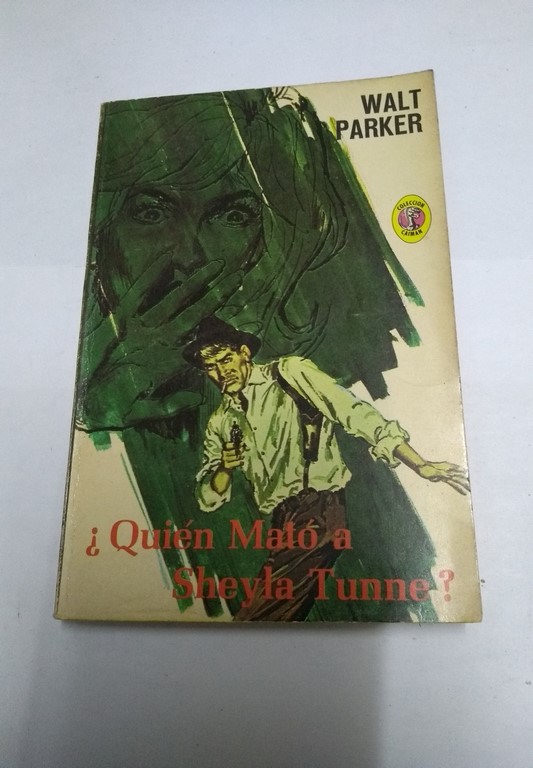 WALT
PARKER
COLECCION
CAIMAN
¿Quién Mató a
Sheyla Tunne?